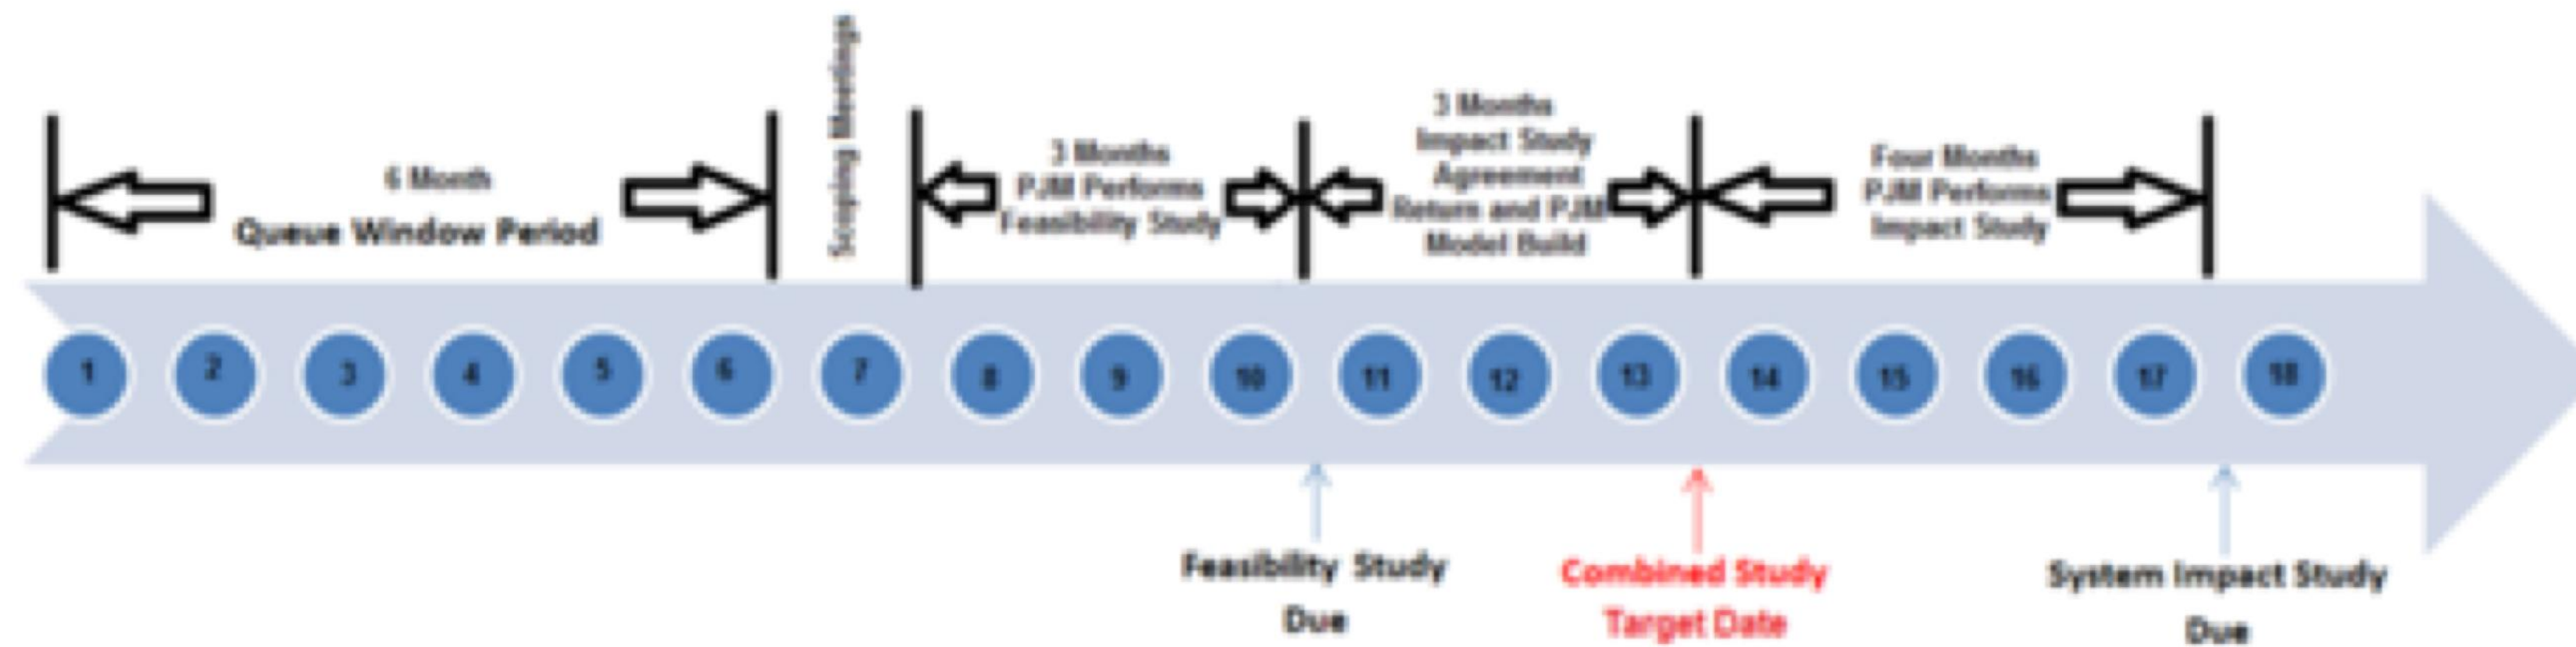 6 Month
Queue Window Period
Scoping Meetings
3 Months
PJM Performs
Feasibility Study
3 Months
Impact Study
Agreement
Return and PJM
Model Build
Four Months
PJM Performs
Impact Study
1 2 3 4 5 6 7 8 9 10 11 12 13 14 15 16 17 18
Feasibility Study
Due
Combined Study
Target Date
System Impact Study
Due